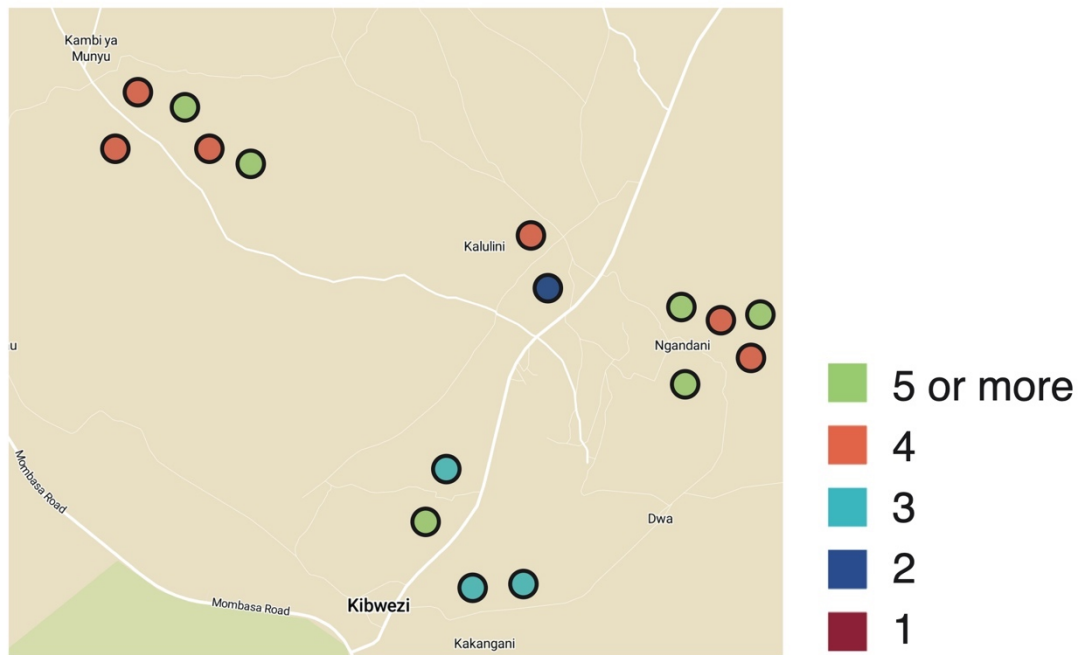 Kambi ya
Munyu
Kalulini
Ngandani
u
Mombasa Road
Dwa
Mombasa Road
Kibwezi
Kakangani
5 or more
4
3
2
1